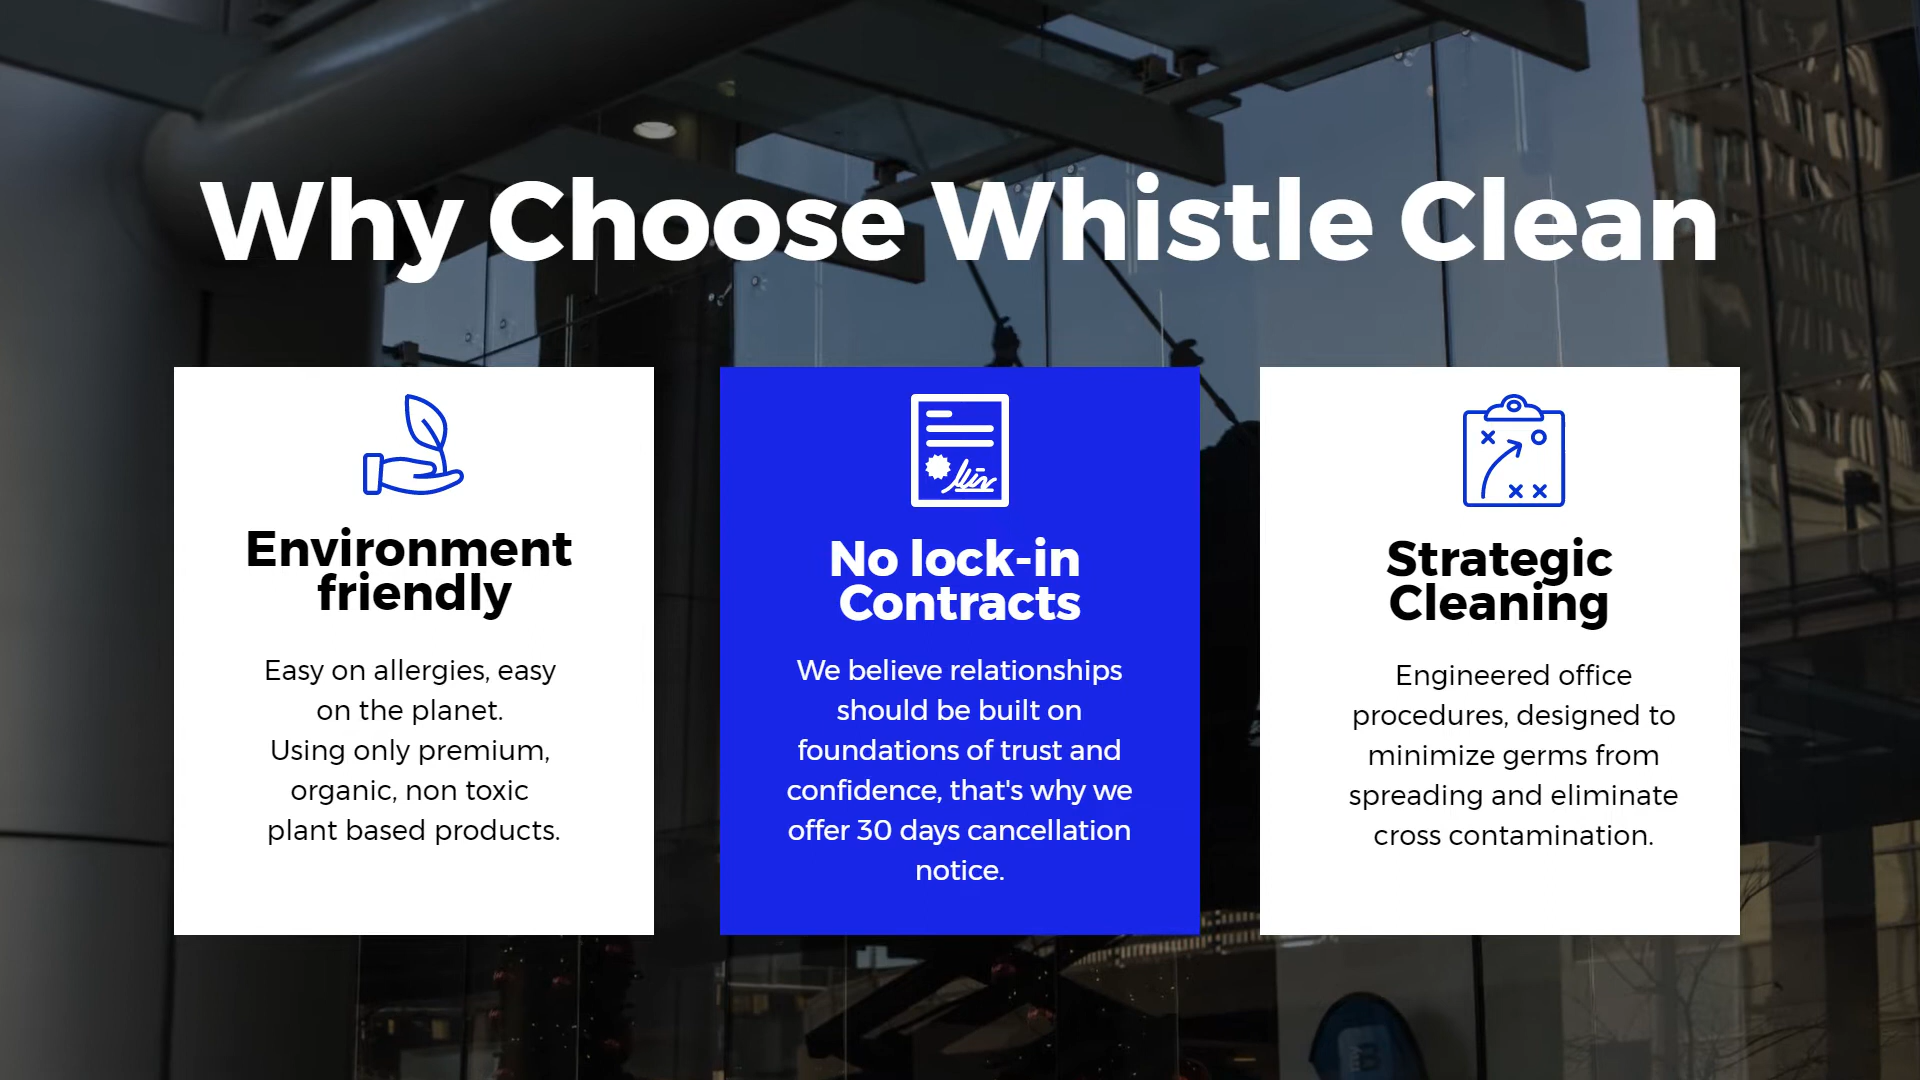 Why Choose Whistle Clean
Environment
friendly
Easy on allergies, easy
on the planet.
Using only premium,
organic, non toxic
plant based products.
No lock-in
Contracts
We believe relationships
should be built on
foundations of trust and
confidence, that's why we
offer 30 days cancellation
notice.
Strategic
Cleaning
Engineered office
procedures, designed to
minimize germs from
spreading and eliminate
cross contamination.